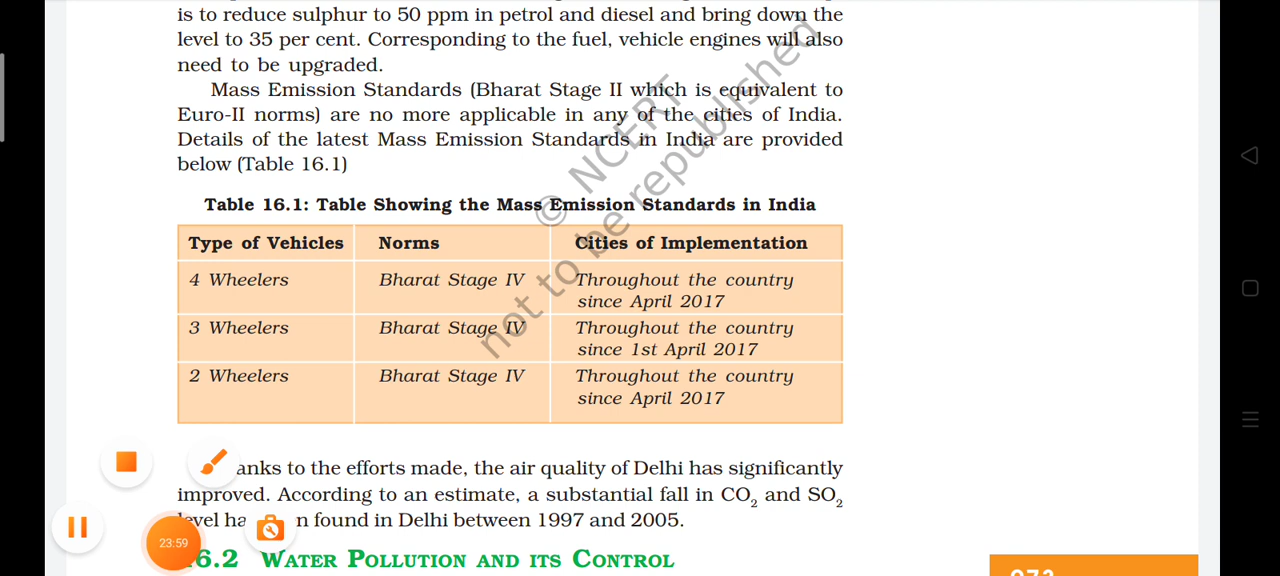 is to reduce sulphur to 50 ppm in petrol and diesel and bring down the
level to 35 per cent. Corresponding to the fuel, vehicle engines will also
need to be upgraded.
Mass Emission Standards (Bharat Stage II which is equivalent to
Euro-II norms) are no more applicable in any of the cities of India.
Details of the latest Mass Emission Standards in India are provided
below (Table 16.1)
Table 16.1: Table Showing the Mass Emission Standards in India
Type of Vehicles Norms Cities of Implementation
4 Wheelers Bharat Stage IV Throughout the country
since April 2017
3 Wheelers Bharat Stage IV Throughout the country
since 1st April 2017
2 Wheelers Bharat Stage IV Throughout the country
since April 2017
© NCERT
not to be republished
anks to the efforts made, the air quality of Delhi has significantly
improved. According to an estimate, a substantial fall in CO2 and SO2
level ha n found in Delhi between 1997 and 2005.
23:59
6.2 WATER POLLUTION AND ITS CONTROL